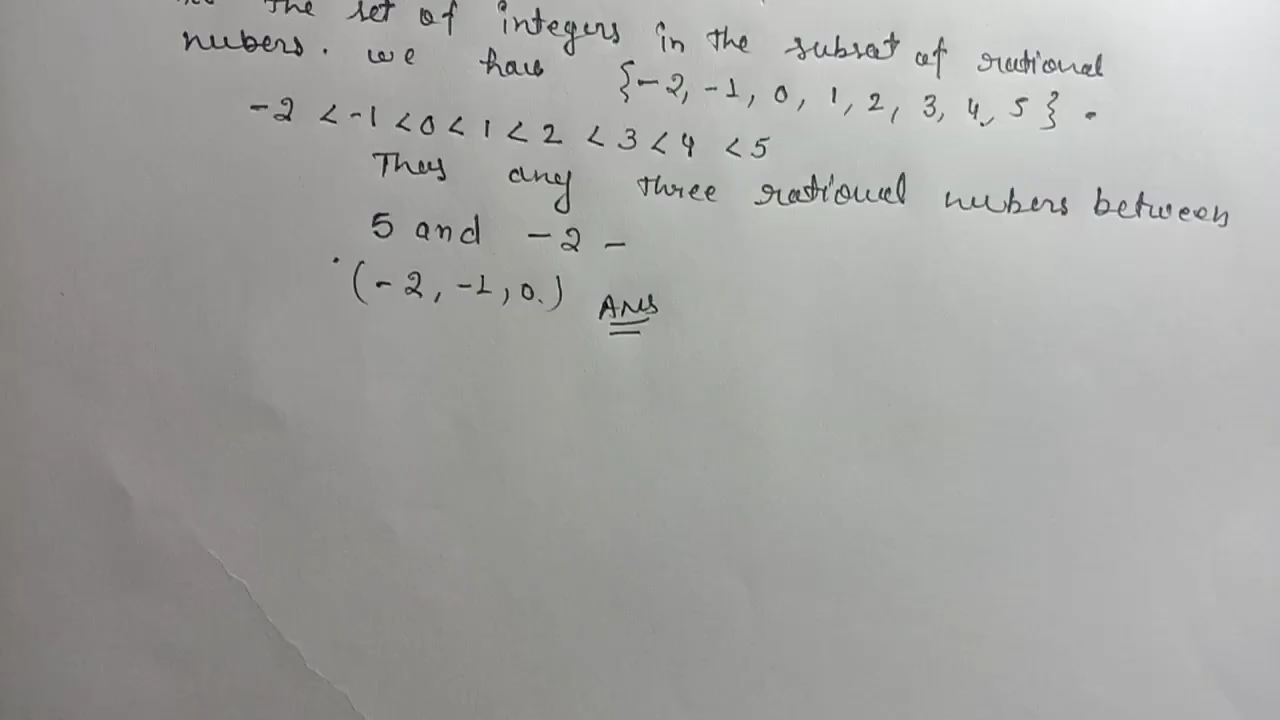 the set of integers in the subset of rational
nubers. we have {-2, -1, 0, 1, 2, 3, 4, 5}.
-2 < -1 < 0 < 1 < 2 < 3 < 4 < 5
Thus any three rational nubers between
5 and -2 -
(-2, -1, 0.) Ans